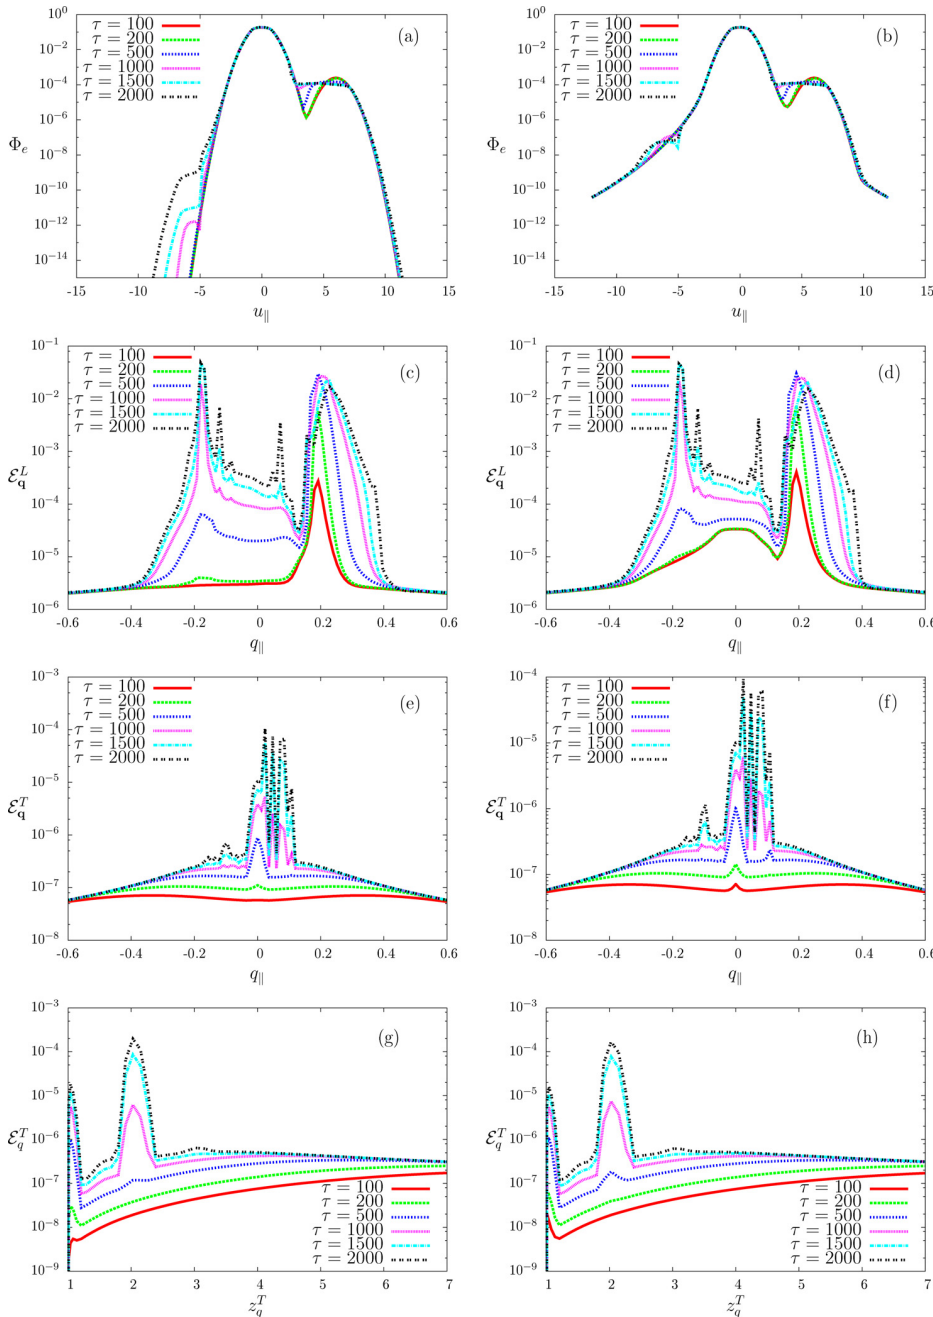 10^0
10^-2
10^-4
10^-6
10^-8
10^-10
10^-12
10^-14
Φ_e
τ = 100
τ = 200
τ = 500
τ = 1000
τ = 1500
τ = 2000
(a)
-15 -10 -5 0 5 10 15
u_∥
10^0
10^-2
10^-4
10^-6
10^-8
10^-10
10^-12
10^-14
Φ_e
τ = 100
τ = 200
τ = 500
τ = 1000
τ = 1500
τ = 2000
(b)
-15 -10 -5 0 5 10 15
u_∥
10^-1
10^-2
10^-3
10^-4
10^-5
10^-6
ℰ_q^L
τ = 100
τ = 200
τ = 500
τ = 1000
τ = 1500
τ = 2000
(c)
-0.6 -0.4 -0.2 0 0.2 0.4 0.6
q_∥
10^-1
10^-2
10^-3
10^-4
10^-5
10^-6
ℰ_q^L
τ = 100
τ = 200
τ = 500
τ = 1000
τ = 1500
τ = 2000
(d)
-0.6 -0.4 -0.2 0 0.2 0.4 0.6
q_∥
10^-3
10^-4
10^-5
10^-6
10^-7
10^-8
ℰ_q^T
τ = 100
τ = 200
τ = 500
τ = 1000
τ = 1500
τ = 2000
(e)
-0.6 -0.4 -0.2 0 0.2 0.4 0.6
q_∥
10^-4
10^-5
10^-6
10^-7
10^-8
ℰ_q^T
τ = 100
τ = 200
τ = 500
τ = 1000
τ = 1500
τ = 2000
(f)
-0.6 -0.4 -0.2 0 0.2 0.4 0.6
q_∥
10^-3
10^-4
10^-5
10^-6
10^-7
10^-8
10^-9
ℰ_q^T
(g)
τ = 100
τ = 200
τ = 500
τ = 1000
τ = 1500
τ = 2000
1 2 3 4 5 6 7
z_q^T
10^-3
10^-4
10^-5
10^-6
10^-7
10^-8
10^-9
ℰ_q^T
(h)
τ = 100
τ = 200
τ = 500
τ = 1000
τ = 1500
τ = 2000
1 2 3 4 5 6 7
z_q^T